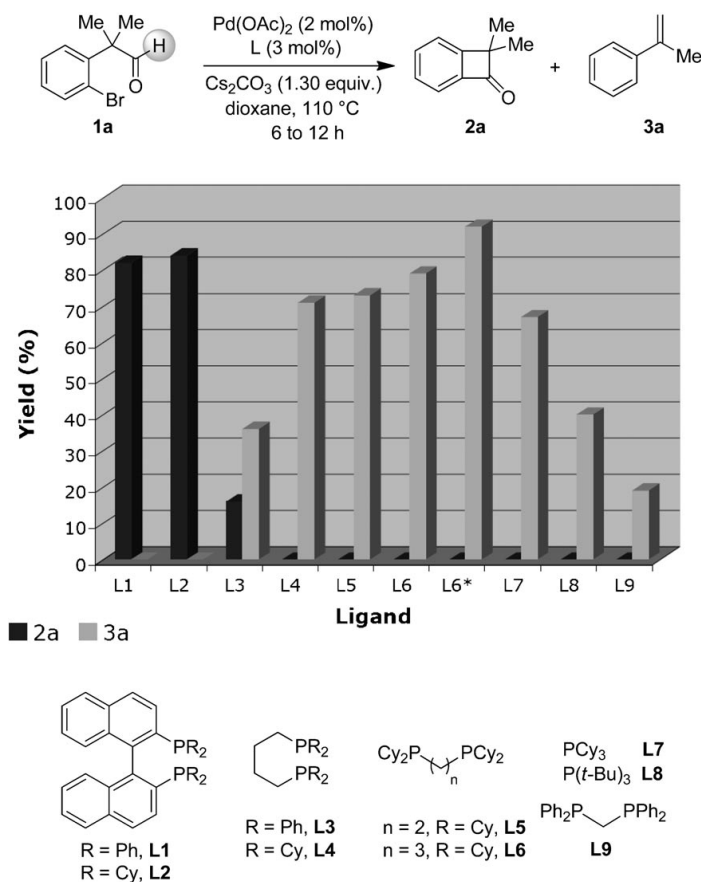 Me Me
H
O
Br
1a
Pd(OAc)2 (2 mol%)
L (3 mol%)
Cs2CO3 (1.30 equiv.)
dioxane, 110 °C
6 to 12 h
Me
Me
O
2a
+
Me
3a
Yield (%)
100
90
80
70
60
50
40
30
20
10
0
L1 L2 L3 L4 L5 L6 L6* L7 L8 L9
Ligand
2a 3a
PR2
PR2
R = Ph, L1
R = Cy, L2
PR2
PR2
R = Ph, L3
R = Cy, L4
Cy2P PCy2
n
n = 2, R = Cy, L5
n = 3, R = Cy, L6
PCy3 L7
P(t-Bu)3 L8
Ph2P PPh2
L9